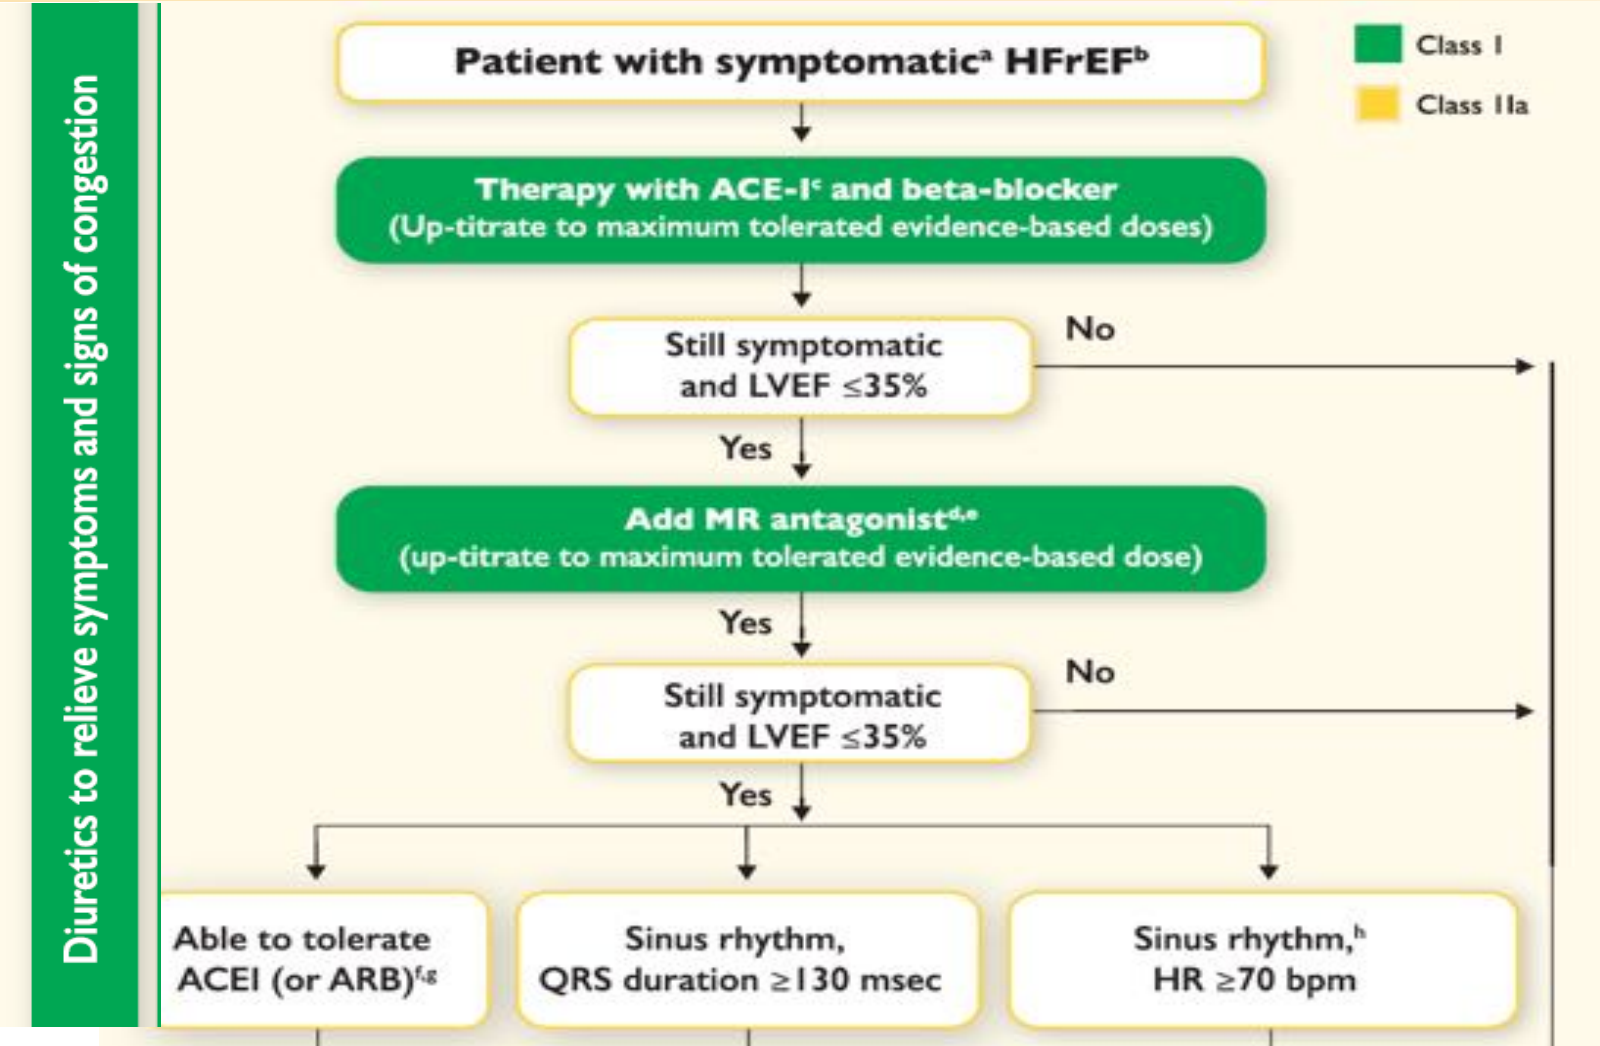 Diuretics to relieve symptoms and signs of congestion
Patient with symptomaticᵃ HFrEFᵇ
Class I
Class IIa
Therapy with ACE-Iᶜ and beta-blocker
(Up-titrate to maximum tolerated evidence-based doses)
Still symptomatic
and LVEF ≤35%
No
Yes
Add MR antagonistᵈ,ᵉ
(up-titrate to maximum tolerated evidence-based dose)
Yes
Still symptomatic
and LVEF ≤35%
No
Yes
Able to tolerate
ACEI (or ARB)ᶠ,ᵍ
Sinus rhythm,
QRS duration ≥130 msec
Sinus rhythm,ʰ
HR ≥70 bpm